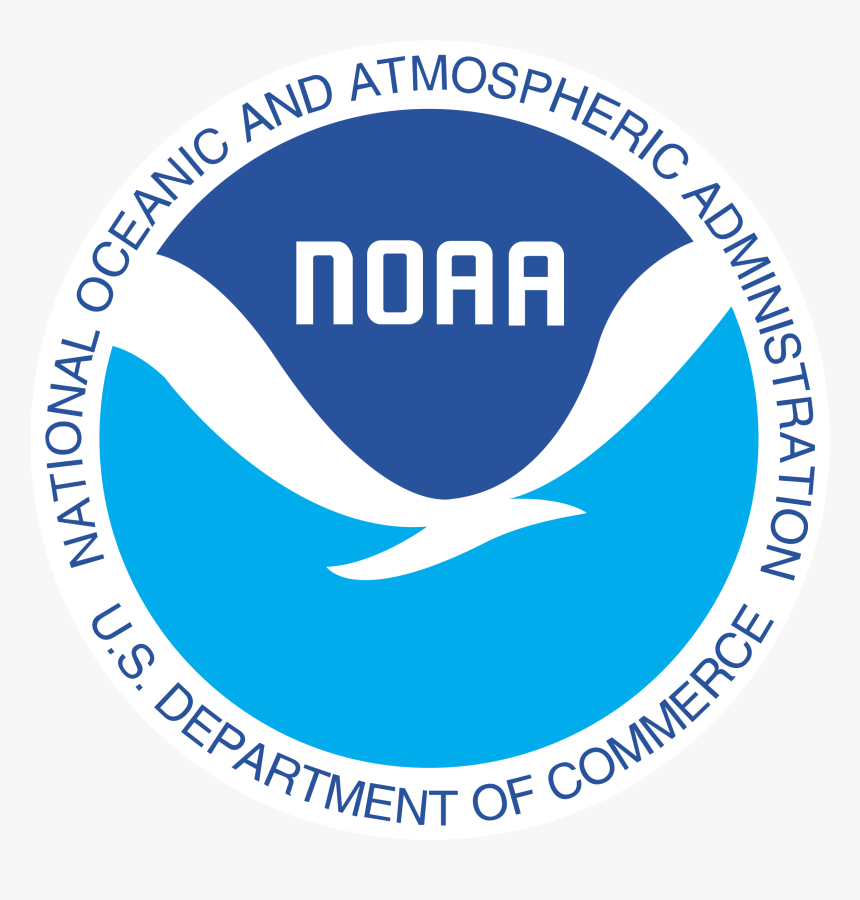 NATIONAL OCEANIC AND ATMOSPHERIC ADMINISTRATION
NOAA
U.S. DEPARTMENT OF COMMERCE